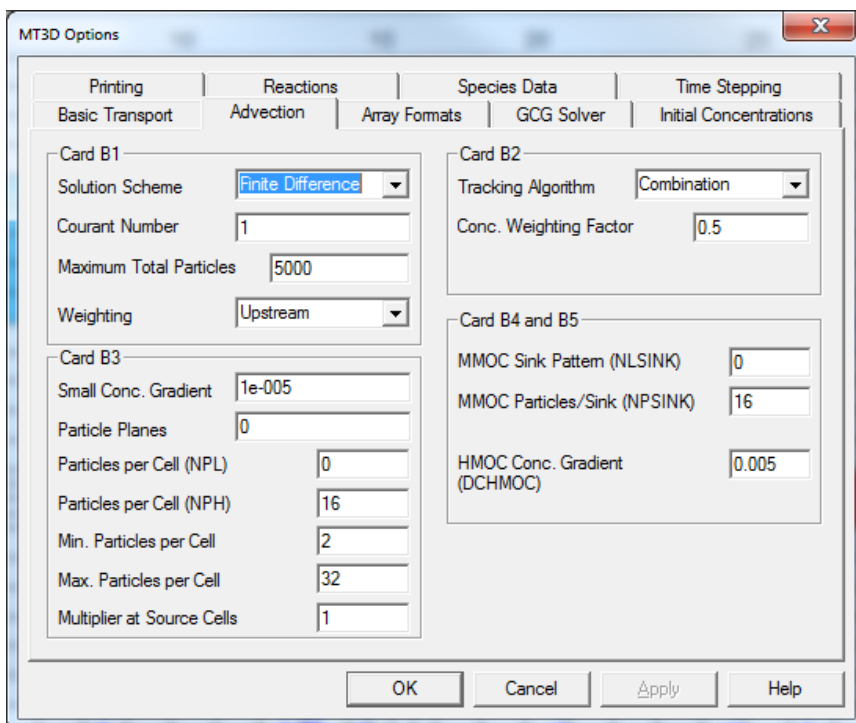 MT3D Options
X
Printing
Reactions
Species Data
Time Stepping
Basic Transport
Advection
Array Formats
GCG Solver
Initial Concentrations
Card B1
Solution Scheme
Finite Difference
Courant Number
1
Maximum Total Particles
5000
Weighting
Upstream
Card B3
Small Conc. Gradient
1e-005
Particle Planes
0
Particles per Cell (NPL)
0
Particles per Cell (NPH)
16
Min. Particles per Cell
2
Max. Particles per Cell
32
Multiplier at Source Cells
1
Card B2
Tracking Algorithm
Combination
Conc. Weighting Factor
0.5
Card B4 and B5
MMOC Sink Pattern (NLSINK)
0
MMOC Particles/Sink (NPSINK)
16
HMOC Conc. Gradient
(DCHMOC)
0.005
OK
Cancel
Apply
Help